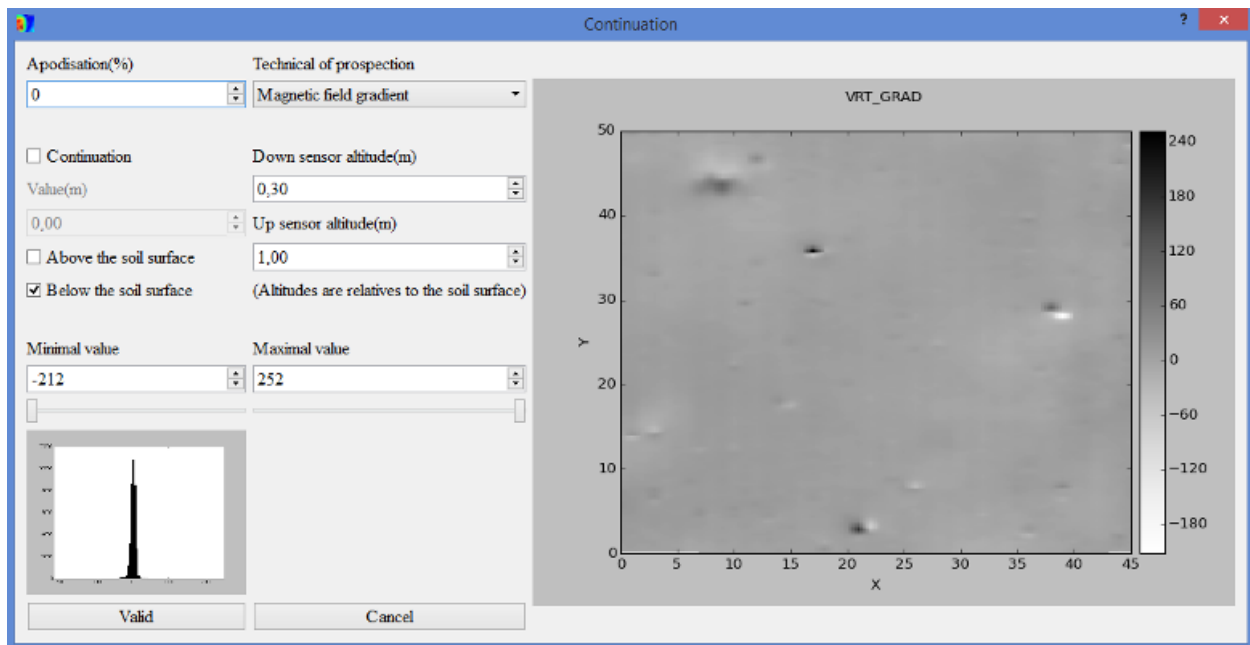 Continuation
?
×
Apodisation(%)
Technical of prospection
0
Magnetic field gradient
Continuation
Down sensor altitude(m)
Value(m)
0,30
0,00
Up sensor altitude(m)
Above the soil surface
1,00
Below the soil surface
(Altitudes are relatives to the soil surface)
Minimal value
Maximal value
-212
252
Valid
Cancel
VRT_GRAD
50
40
30
20
10
0
Y
0 5 10 15 20 25 30 35 40 45
X
240
180
120
60
0
−60
−120
−180